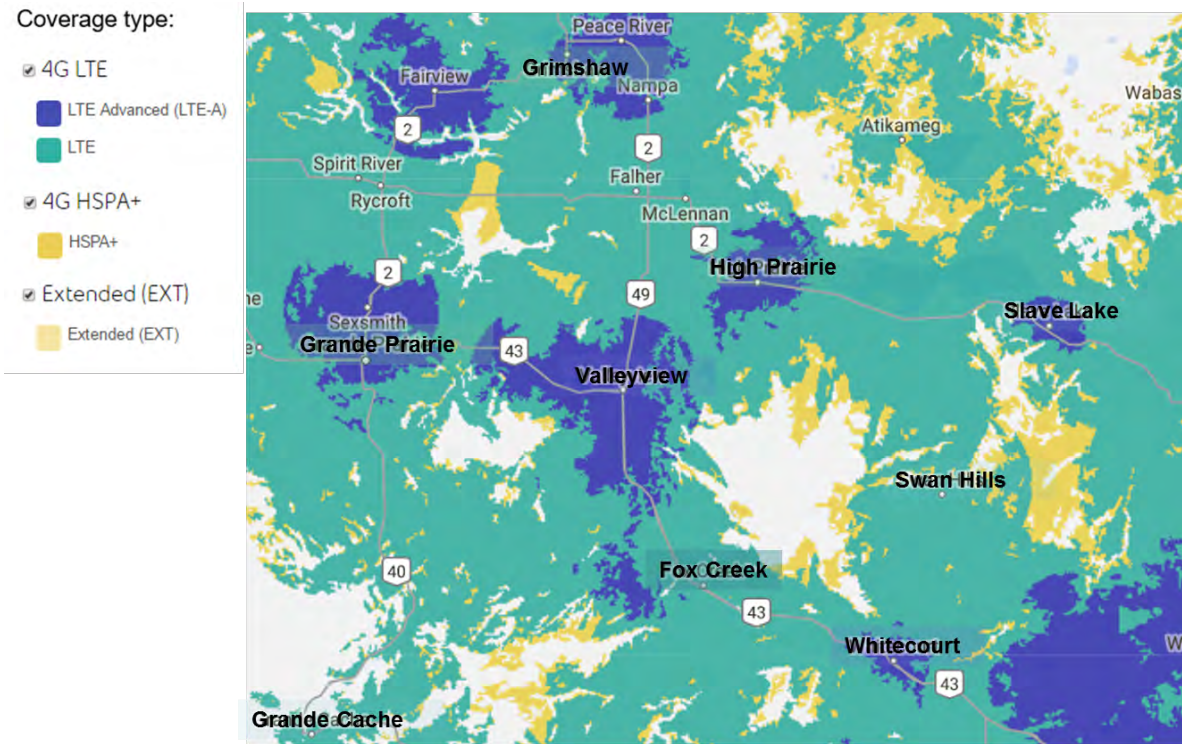 Coverage type:
4G LTE
LTE Advanced (LTE-A)
LTE
4G HSPA+
HSPA+
Extended (EXT)
Extended (EXT)
Peace River
Grimshaw
Fairview
Nampa
Wabas
2
Atikameg
2
Spirit River
Falher
Rycroft
McLennan
2
High Prairie
2
49
ne
Slave Lake
Sexsmith
Grande Prairie
e
43
Valleyview
Swan Hills
Fox Creek
40
43
Whitecourt
W
43
Grande Cache